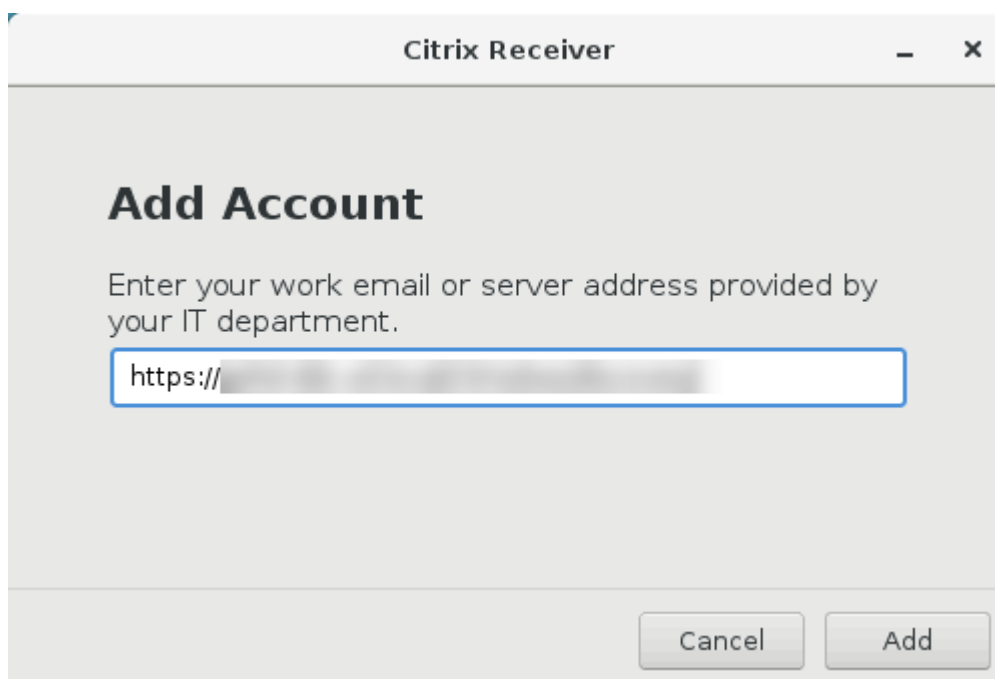 Citrix Receiver
Add Account
Enter your work email or server address provided by
your IT department.
https://
Cancel Add